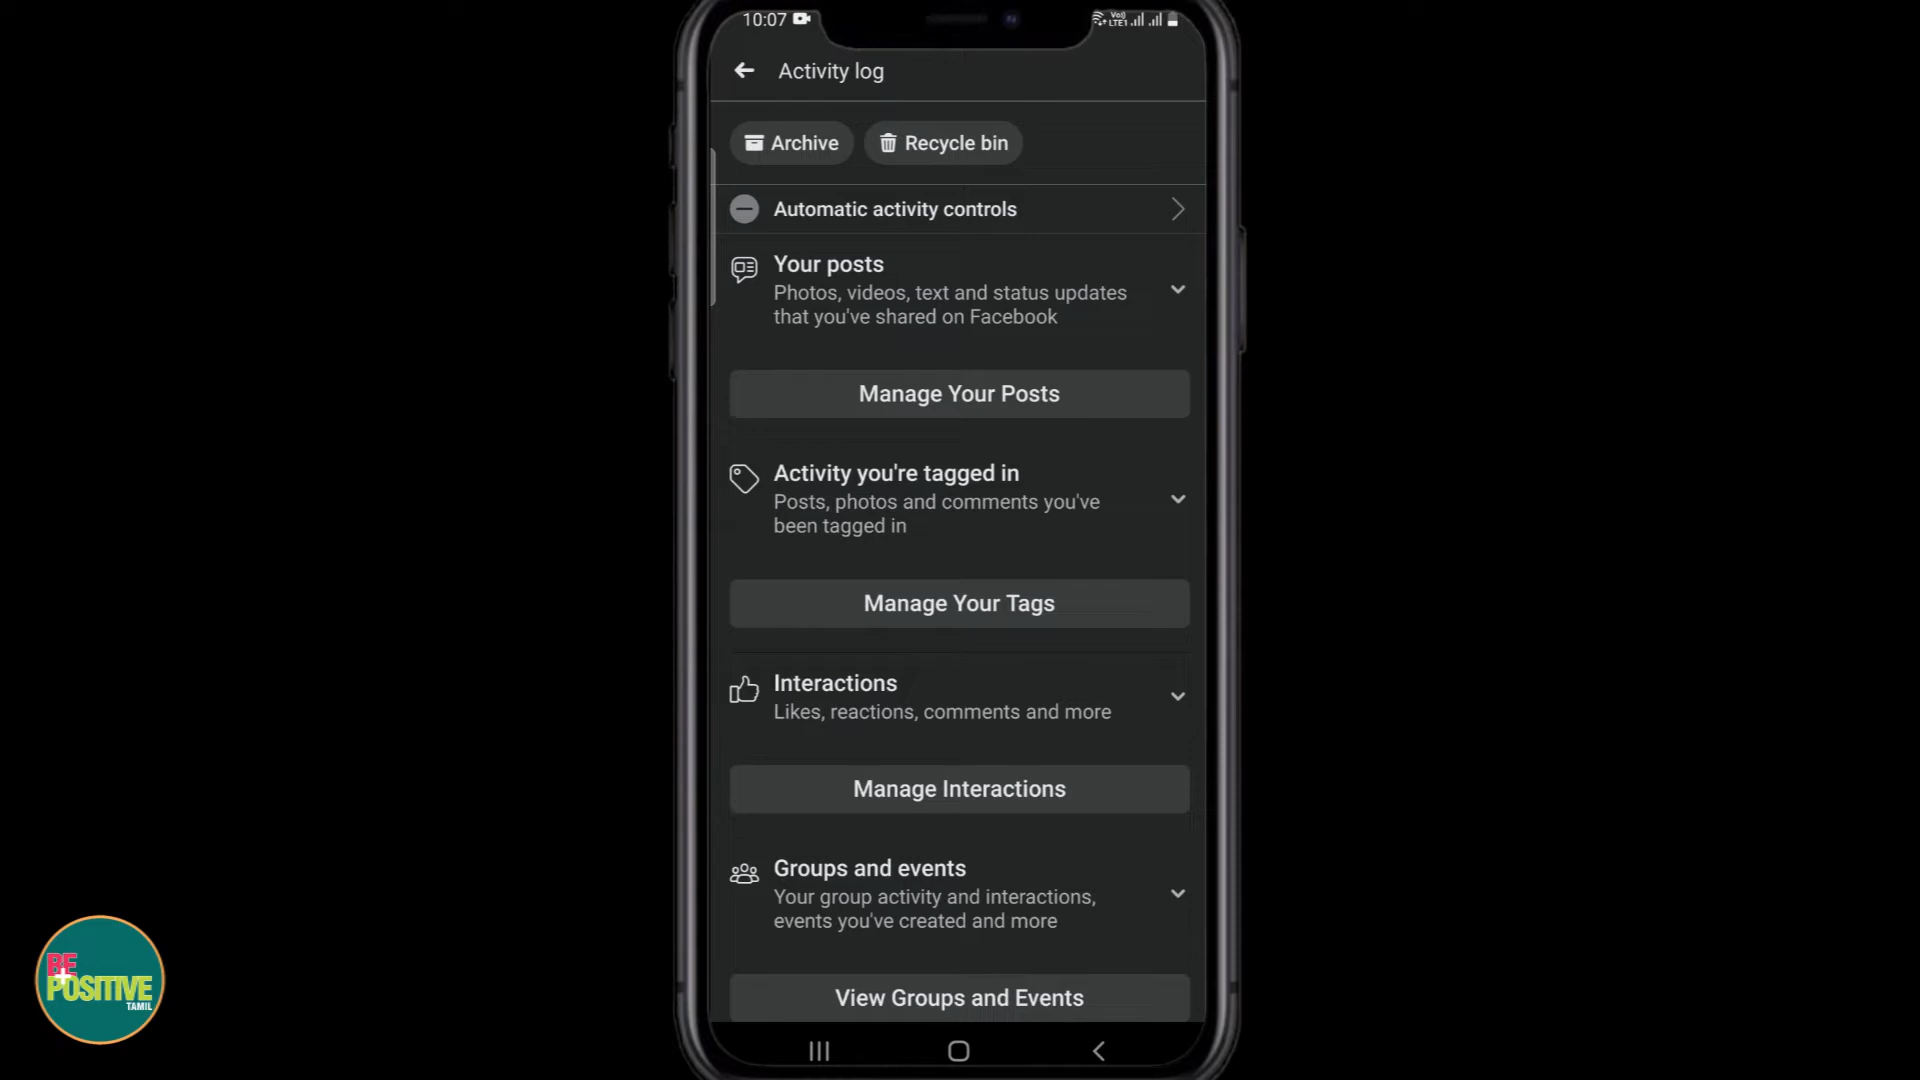 10:07
Vo)
LTE1
Activity log
Archive
Recycle bin
Automatic activity controls
Your posts
Photos, videos, text and status updates
that you've shared on Facebook
Manage Your Posts
Activity you're tagged in
Posts, photos and comments you've
been tagged in
Manage Your Tags
Interactions
Likes, reactions, comments and more
Manage Interactions
Groups and events
Your group activity and interactions,
events you've created and more
View Groups and Events
BE
POSITIVE
TAMIL